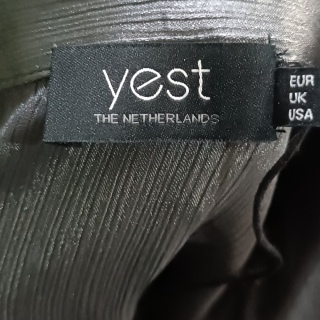 yest
THE NETHERLANDS
EUR
UK
USA